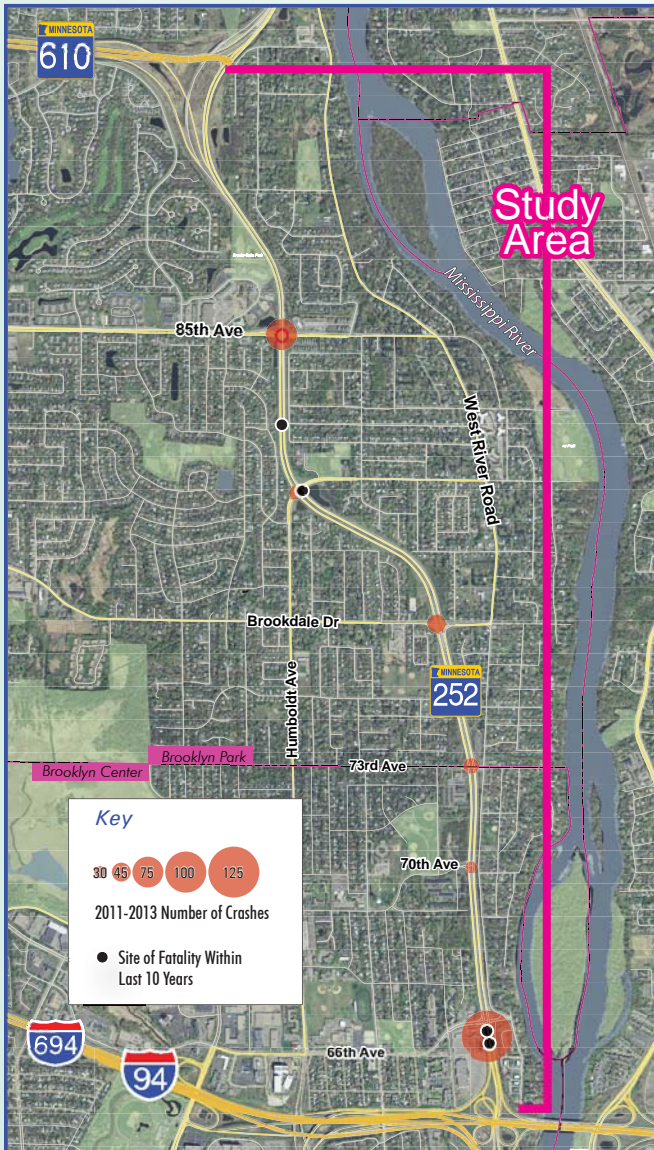 MINNESOTA
610
Study
Area
Mississippi River
85th Ave
West River Road
Brookdale Dr
MINNESOTA
252
Humboldt Ave
Brooklyn Park
Brooklyn Center
73rd Ave
Key
30 45 75 100 125
2011-2013 Number of Crashes
Site of Fatality Within
Last 10 Years
70th Ave
66th Ave
694
94